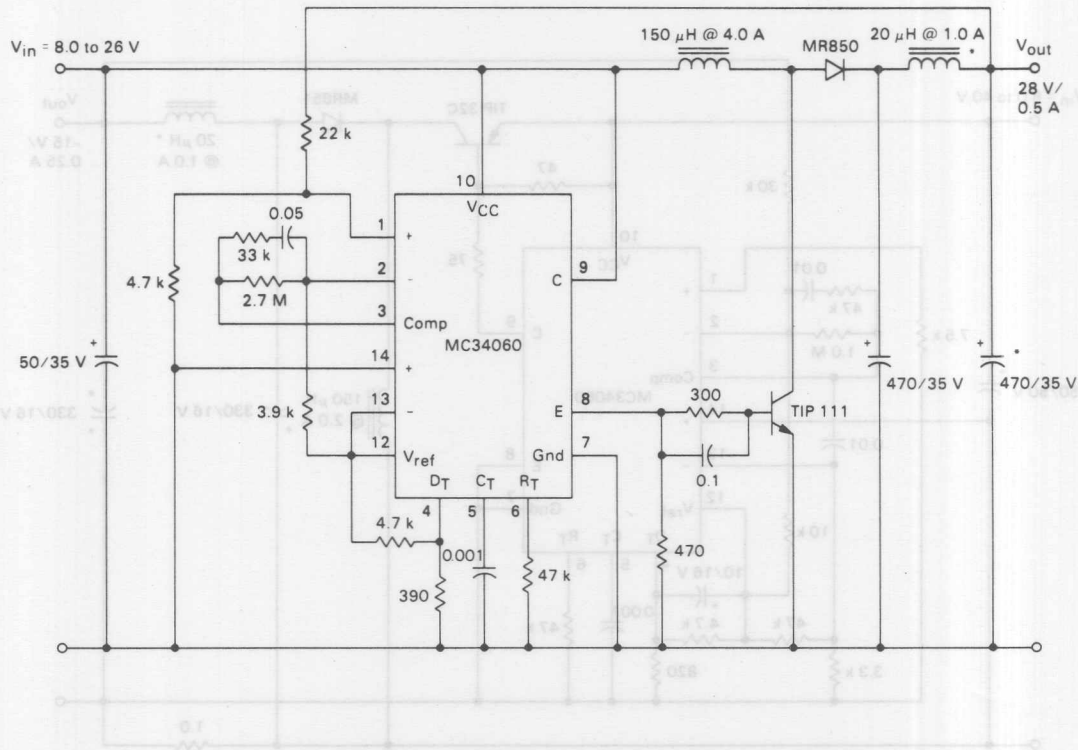 V_in = 8.0 to 26 V
150 μH @ 4.0 A
MR850
20 μH @ 1.0 A
*
V_out
28 V/
0.5 A
22 k
10
V_CC
0.05
33 k
2.7 M
4.7 k
1
+
2
-
3
Comp
MC34060
14
+
13
-
12
V_ref
C
9
E
8
Gnd
7
D_T
C_T
R_T
4
5
6
+
50/35 V
3.9 k
4.7 k
390
0.001
47 k
300
0.1
470
TIP 111
+
470/35 V
+
*
470/35 V